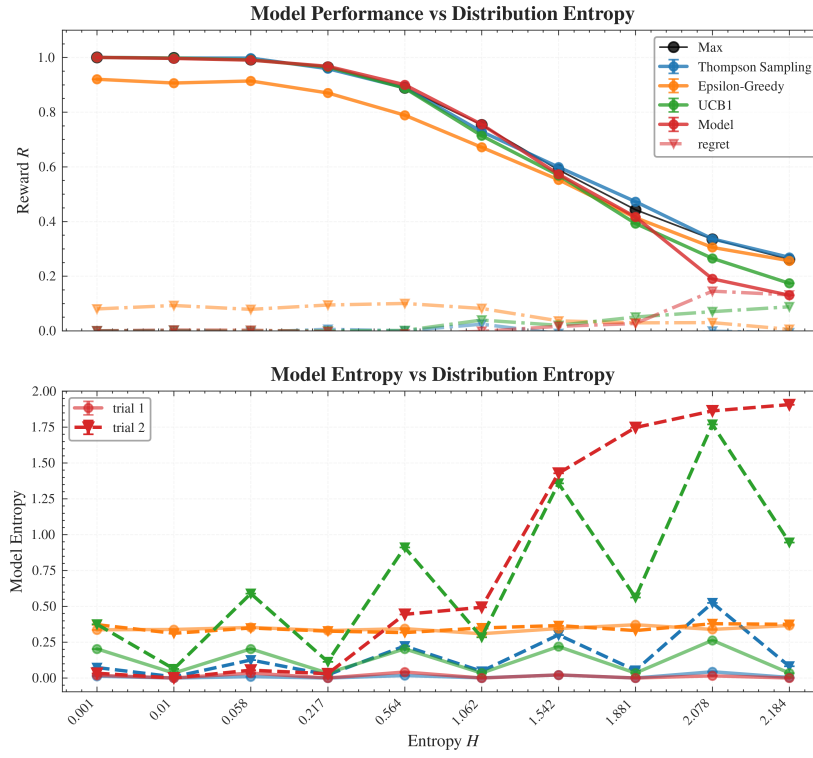 Model Performance vs Distribution Entropy
Reward R
1.0
0.8
0.6
0.4
0.2
0.0
Max
Thompson Sampling
Epsilon-Greedy
UCB1
Model
regret
Model Entropy vs Distribution Entropy
Model Entropy
2.00
1.75
1.50
1.25
1.00
0.75
0.50
0.25
0.00
trial 1
trial 2
0.001
0.01
0.058
0.217
0.564
1.062
1.542
1.881
2.078
2.184
Entropy H